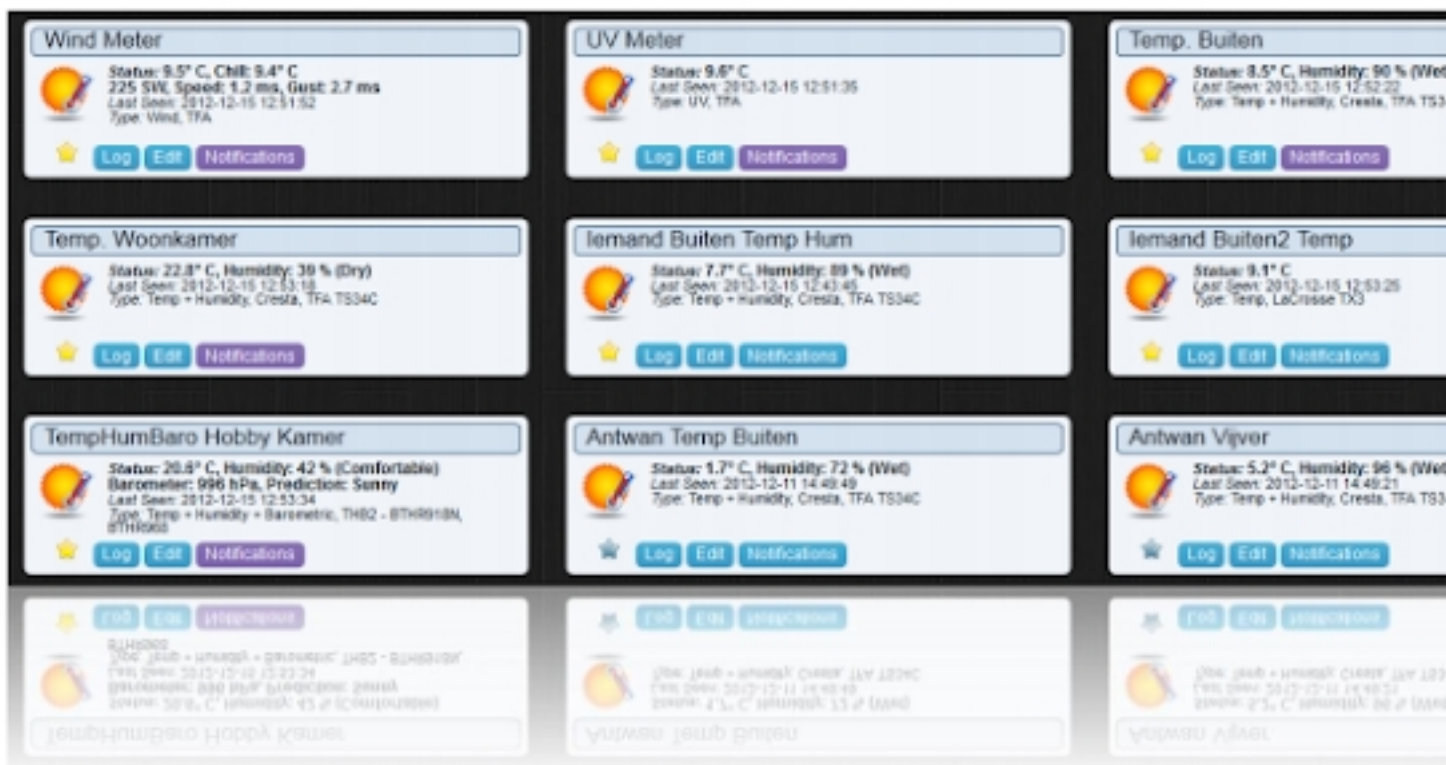 Wind Meter
Status: 9.5° C, Chill: 9.4° C
225 SW, Speed: 1.2 ms, Gust: 2.7 ms
Last Seen: 2012-12-15 12:51:52
Type: Wind, TFA
Log Edit Notifications
UV Meter
Status: 9.6° C
Last Seen: 2012-12-15 12:51:35
Type: UV, TFA
Log Edit Notifications
Temp. Buiten
Status: 8.5° C, Humidity: 90 % (Wet
Last Seen: 2012-12-15 12:52:22
Type: Temp + Humidity, Cresta, TFA TS3
Log Edit Notifications
Temp. Woonkamer
Status: 22.8° C, Humidity: 39 % (Dry)
Last Seen: 2012-12-15 12:53:18
Type: Temp + Humidity, Cresta, TFA TS34C
Log Edit Notifications
Iemand Buiten Temp Hum
Status: 7.7° C, Humidity: 89 % (Wet)
Last Seen: 2012-12-15 12:43:45
Type: Temp + Humidity, Cresta, TFA TS34C
Log Edit Notifications
Iemand Buiten2 Temp
Status: 9.1° C
Last Seen: 2012-12-15 12:53:25
Type: Temp, LaCrosse TX3
Log Edit Notifications
TempHumBaro Hobby Kamer
Status: 20.6° C, Humidity: 42 % (Comfortable)
Barometer: 996 hPa, Prediction: Sunny
Last Seen: 2012-12-15 12:53:34
Type: Temp + Humidity + Barometric, THB2 - BTHR918N,
BTHR968
Log Edit Notifications
Antwan Temp Buiten
Status: 1.7° C, Humidity: 72 % (Wet)
Last Seen: 2012-12-11 14:49:49
Type: Temp + Humidity, Cresta, TFA TS34C
Log Edit Notifications
Antwan Vijver
Status: 5.2° C, Humidity: 96 % (Wet
Last Seen: 2012-12-11 14:49:21
Type: Temp + Humidity, Cresta, TFA TS3
Log Edit Notifications